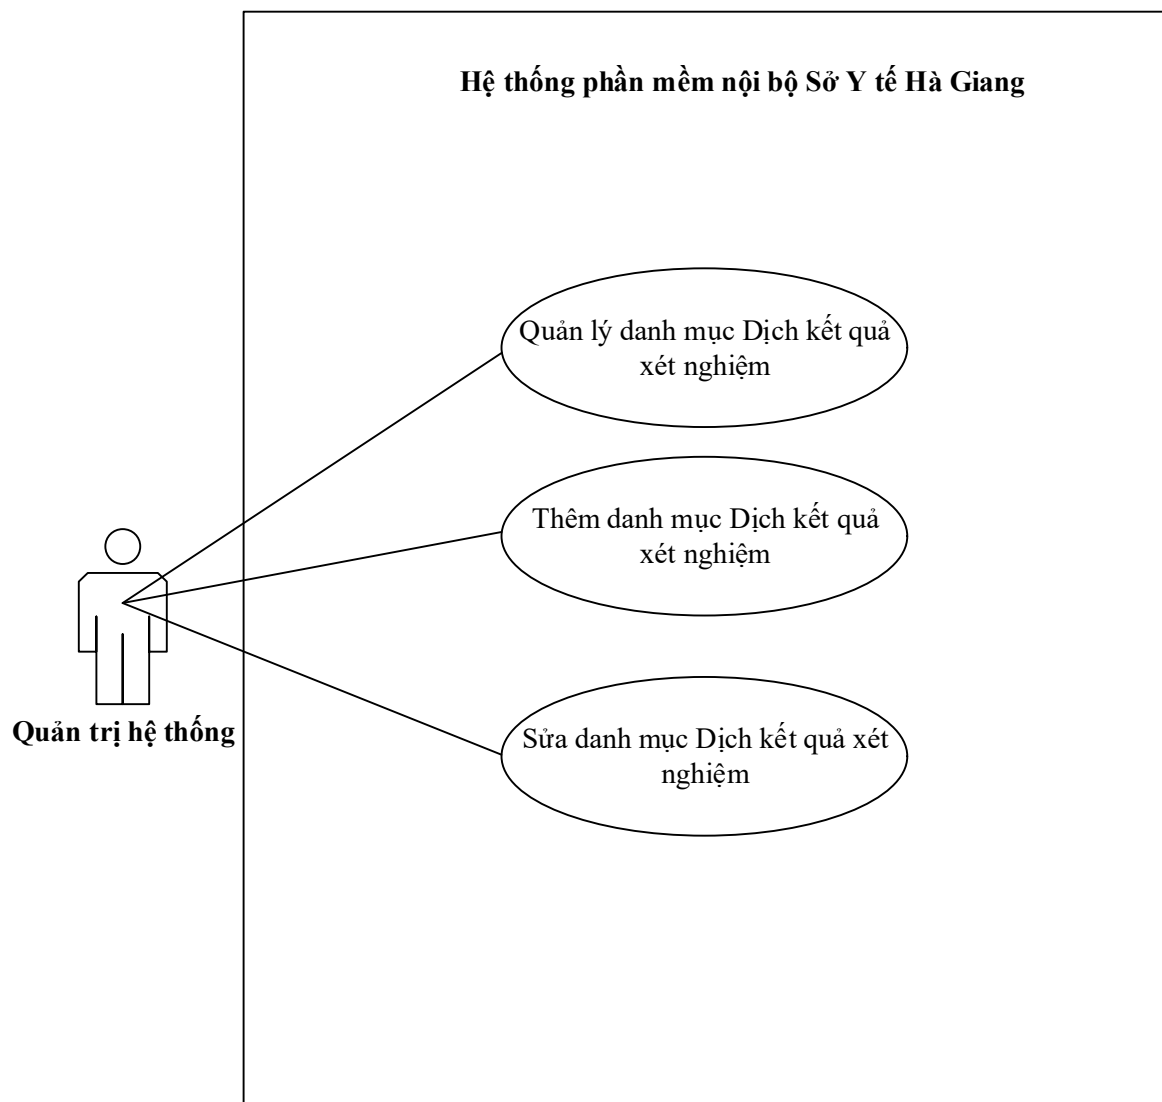 Hệ thống phần mềm nội bộ Sở Y tế Hà Giang
Quản lý danh mục Dịch kết quả
xét nghiệm
Thêm danh mục Dịch kết quả
xét nghiệm
Quản trị hệ thống
Sửa danh mục Dịch kết quả xét
nghiệm